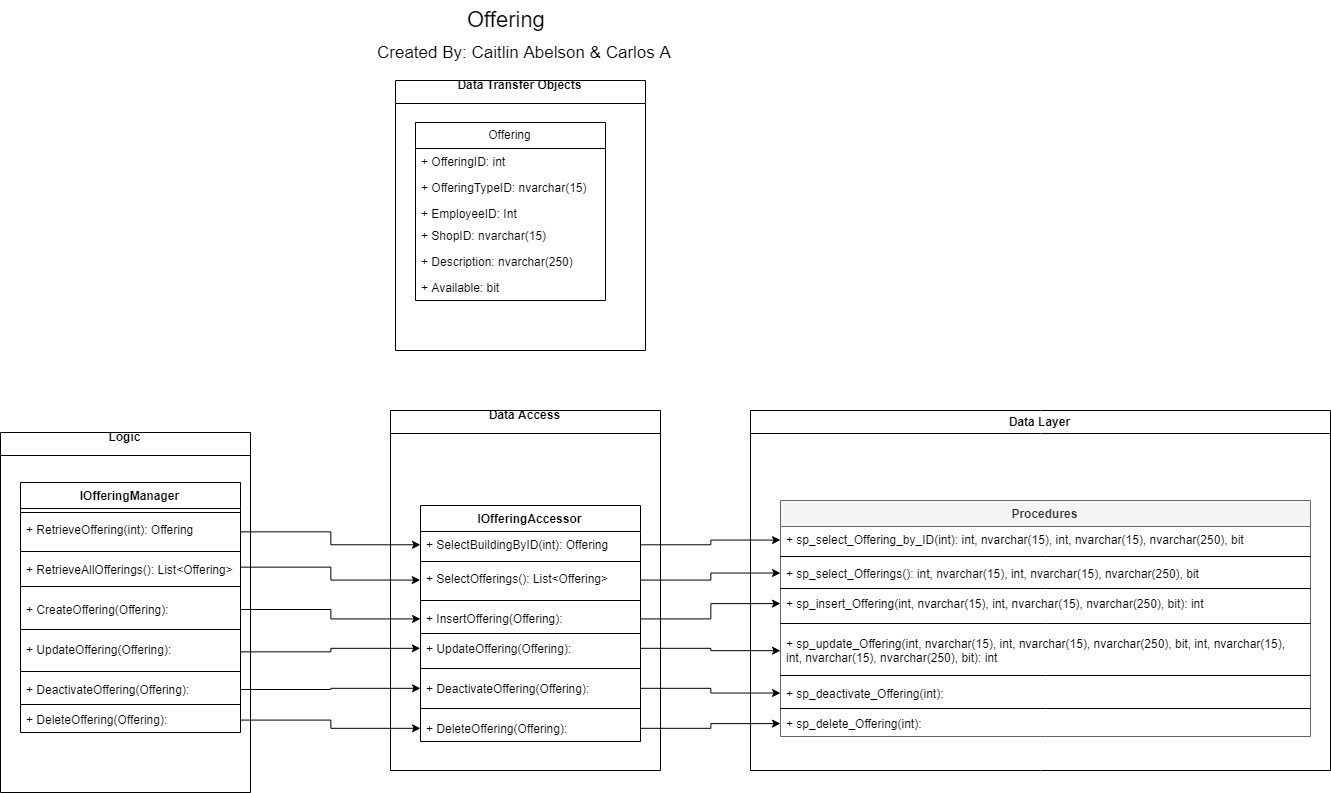 Offering
Created By: Caitlin Abelson & Carlos A
Data Transfer Objects
Offering
+ OfferingID: int
+ OfferingTypeID: nvarchar(15)
+ EmployeeID: Int
+ ShopID: nvarchar(15)
+ Description: nvarchar(250)
+ Available: bit
Logic
IOfferingManager
+ RetrieveOffering(int): Offering
+ RetrieveAllOfferings(): List<Offering>
+ CreateOffering(Offering):
+ UpdateOffering(Offering):
+ DeactivateOffering(Offering):
+ DeleteOffering(Offering):
Data Access
IOfferingAccessor
+ SelectBuildingByID(int): Offering
+ SelectOfferings(): List<Offering>
+ InsertOffering(Offering):
+ UpdateOffering(Offering):
+ DeactivateOffering(Offering):
+ DeleteOffering(Offering):
Data Layer
Procedures
+ sp_select_Offering_by_ID(int): int, nvarchar(15), int, nvarchar(15), nvarchar(250), bit
+ sp_select_Offerings(): int, nvarchar(15), int, nvarchar(15), nvarchar(250), bit
+ sp_insert_Offering(int, nvarchar(15), int, nvarchar(15), nvarchar(250), bit): int
+ sp_update_Offering(int, nvarchar(15), int, nvarchar(15), nvarchar(250), bit, int, nvarchar(15),
int, nvarchar(15), nvarchar(250), bit): int
+ sp_deactivate_Offering(int):
+ sp_delete_Offering(int):